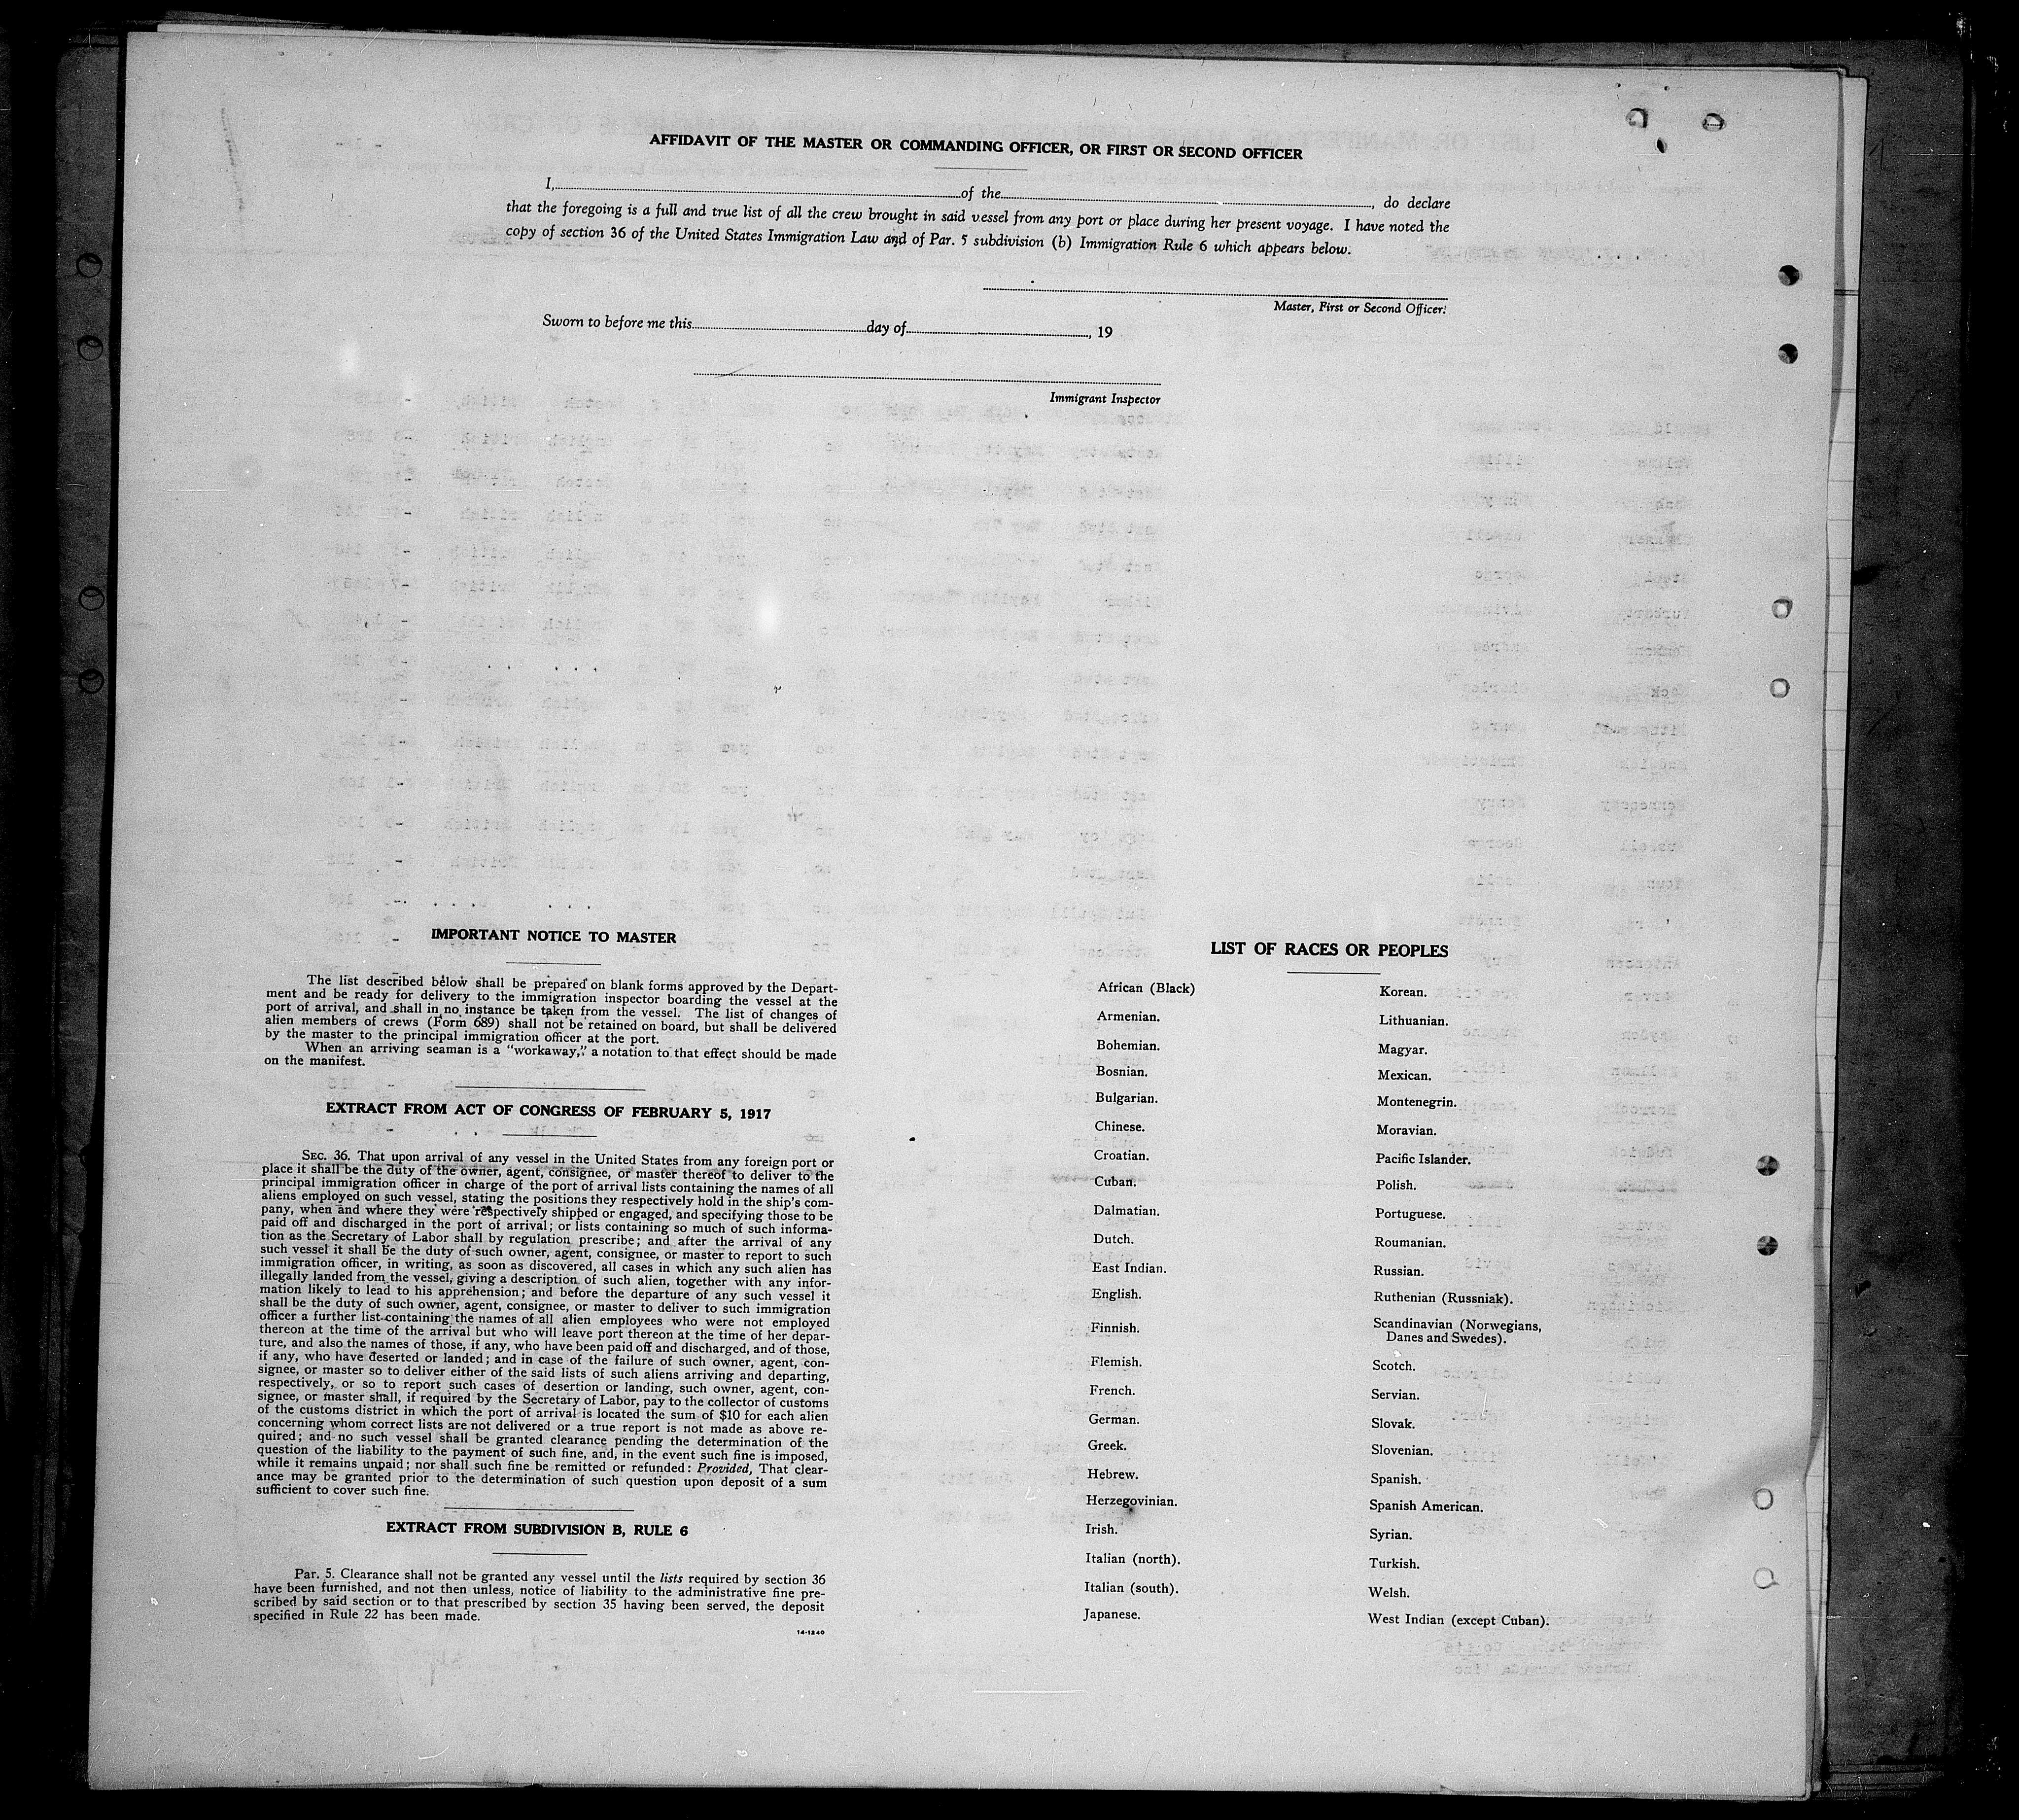 AFFIDAVIT OF THE MASTER OR COMMANDING OFFICER, OR FIRST OR SECOND OFFICER
I, of the , do declare
that the foregoing is a full and true list of all the crew brought in said vessel from any port or place during her present voyage. I have noted the
copy of section 36 of the United States Immigration Law and of Par. 5 subdivision (b) Immigration Rule 6 which appears below.
Master, First or Second Officer.
Sworn to before me this day of , 19
Immigrant Inspector
IMPORTANT NOTICE TO MASTER
The list described below shall be prepared on blank forms approved by the Depart-
ment and be ready for delivery to the immigration inspector boarding the vessel at the
port of arrival, and shall in no instance be taken from the vessel. The list of changes of
alien members of crews (Form 689) shall not be retained on board, but shall be delivered
by the master to the principal immigration officer at the port.
When an arriving seaman is a "workaway," a notation to that effect should be made
on the manifest.
EXTRACT FROM ACT OF CONGRESS OF FEBRUARY 5, 1917
SEC. 36. That upon arrival of any vessel in the United States from any foreign port or
place it shall be the duty of the owner, agent, consignee, or master thereof to deliver to the
principal immigration officer in charge of the port of arrival lists containing the names of all
aliens employed on such vessel, stating the positions they respectively hold in the ship's com-
pany, when and where they were respectively shipped or engaged, and specifying those to be
paid off and discharged in the port of arrival; or lists containing so much of such informa-
tion as the Secretary of Labor shall by regulation prescribe; and after the arrival of any
such vessel it shall be the duty of such owner, agent, consignee, or master to report to such
immigration officer, in writing, as soon as discovered, all cases in which any such alien has
illegally landed from the vessel, giving a description of such alien, together with any infor-
mation likely to lead to his apprehension; and before the departure of any such vessel it
shall be the duty of such owner, agent, consignee, or master to deliver to such immigration
officer a further list containing the names of all alien employees who were not employed
thereon at the time of the arrival but who will leave port thereon at the time of her depar-
ture, and also the names of those, if any, who have been paid off and discharged, and of those,
if any, who have deserted or landed; and in case of the failure of such owner, agent, con-
signee, or master so to deliver either of the said lists of such aliens arriving and departing,
respectively, or so to report such cases of desertion or landing, such owner, agent, con-
signee, or master shall, if required by the Secretary of Labor, pay to the collector of customs
of the customs district in which the port of arrival is located the sum of $10 for each alien
concerning whom correct lists are not delivered or a true report is not made as above re-
quired; and no such vessel shall be granted clearance pending the determination of the
question of the liability to the payment of such fine, and, in the event such fine is imposed,
while it remains unpaid; nor shall such fine be remitted or refunded: Provided, That clear-
ance may be granted prior to the determination of such question upon deposit of a sum
sufficient to cover such fine.
EXTRACT FROM SUBDIVISION B, RULE 6
Par. 5. Clearance shall not be granted any vessel until the lists required by section 36
have been furnished, and not then unless, notice of liability to the administrative fine pre-
scribed by said section or to that prescribed by section 35 having been served, the deposit
specified in Rule 22 has been made.
14-1240
LIST OF RACES OR PEOPLES
African (Black)
Armenian.
Bohemian.
Bosnian.
Bulgarian.
Chinese.
Croatian.
Cuban.
Dalmatian.
Dutch.
East Indian.
English.
Finnish.
Flemish.
French.
German.
Greek.
Hebrew.
Herzegovinian.
Irish.
Italian (north).
Italian (south).
Japanese.
Korean.
Lithuanian.
Magyar.
Mexican.
Montenegrin.
Moravian.
Pacific Islander.
Polish.
Portuguese.
Roumanian.
Russian.
Ruthenian (Russniak).
Scandinavian (Norwegians,
Danes and Swedes).
Scotch.
Servian.
Slovak.
Slovenian.
Spanish.
Spanish American.
Syrian.
Turkish.
Welsh.
West Indian (except Cuban).